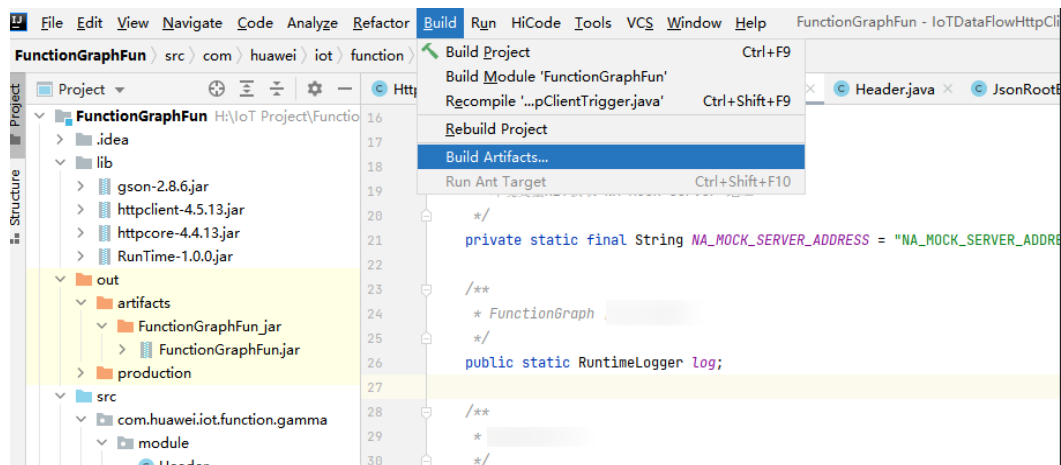 File Edit View Navigate Code Analyze Refactor Build Run HiCode Tools VCS Window Help FunctionGraphFun - IoTDataFlowHttpCli
FunctionGraphFun src com huawei iot function
Build Project Ctrl+F9
Build Module 'FunctionGraphFun'
Recompile '...pClientTrigger.java' Ctrl+Shift+F9
Rebuild Project
Build Artifacts...
Run Ant Target Ctrl+Shift+F10
Project
Structure
Project
FunctionGraphFun H:\IoT Project\Functio
.idea
lib
gson-2.8.6.jar
httpclient-4.5.13.jar
httpcore-4.4.13.jar
RunTime-1.0.0.jar
out
artifacts
FunctionGraphFun_jar
FunctionGraphFun.jar
production
src
com.huawei.iot.function.gamma
module
Header
Http Header.java JsonRootB
16
17
18
19
20 */
21 private static final String NA_MOCK_SERVER_ADDRESS = "NA_MOCK_SERVER_ADDRE
22
23 /**
24 * FunctionGraph
25 */
26 public static RuntimeLogger log;
27
28 /**
29 *
30 */